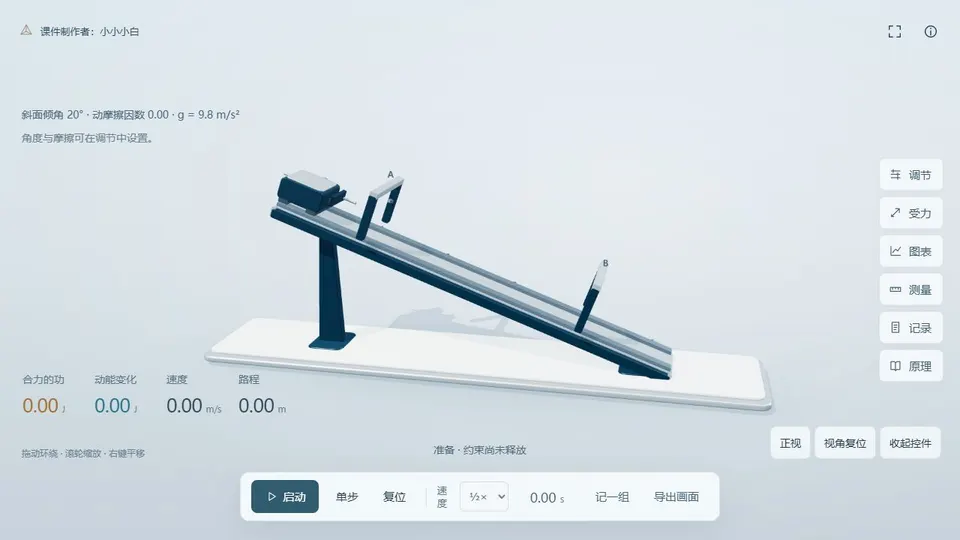 课件制作者：小小小白
斜面倾角 20° · 动摩擦因数 0.00 · g = 9.8 m/s²
角度与摩擦可在调节中设置。
A
B
调节
受力
图表
测量
记录
原理
合力的功 动能变化 速度 路程
0.00 J 0.00 J 0.00 m/s 0.00 m
正视 视角复位 收起控件
拖动环绕 · 滚轮缩放 · 右键平移
准备 · 约束尚未释放
启动 单步 复位 速度 ½× 0.00 s 记一组 导出画面